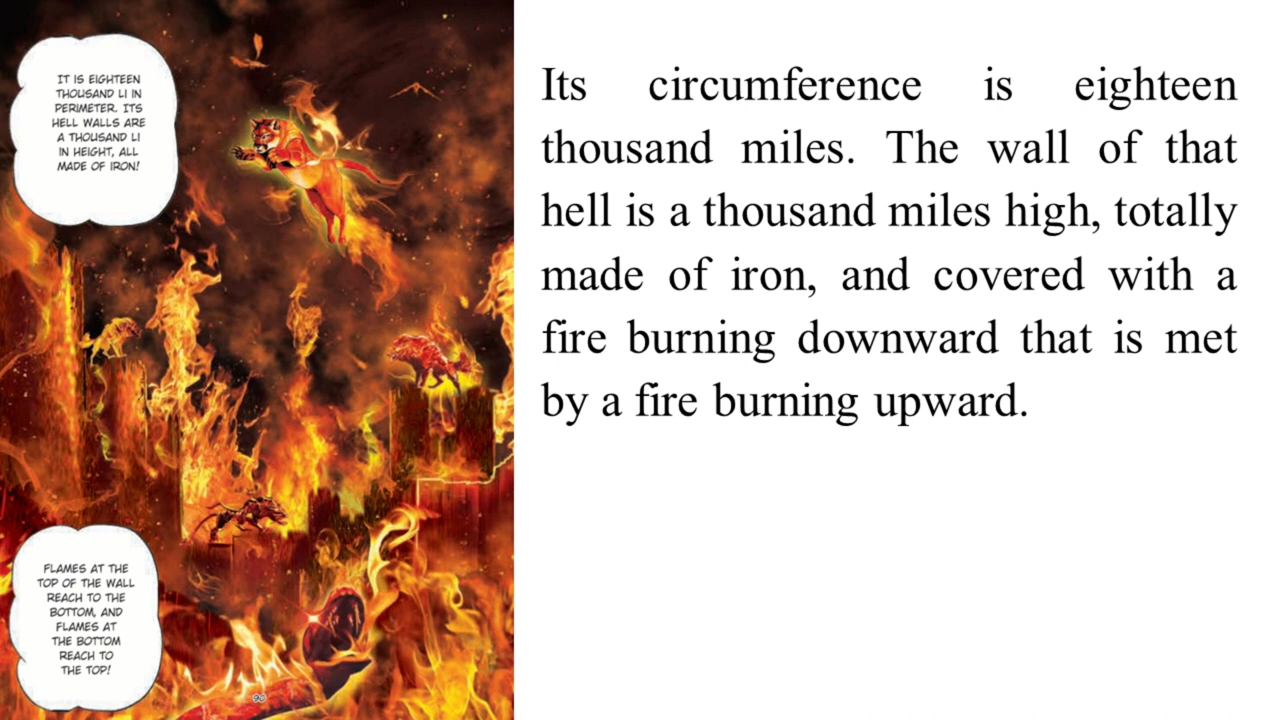 IT IS EIGHTEEN
THOUSAND LI IN
PERIMETER. ITS
HELL WALLS ARE
A THOUSAND LI
IN HEIGHT, ALL
MADE OF IRON!
FLAMES AT THE
TOP OF THE WALL
REACH TO THE
BOTTOM, AND
FLAMES AT
THE BOTTOM
REACH TO
THE TOP!
90
Its circumference is eighteen
thousand miles. The wall of that
hell is a thousand miles high, totally
made of iron, and covered with a
fire burning downward that is met
by a fire burning upward.